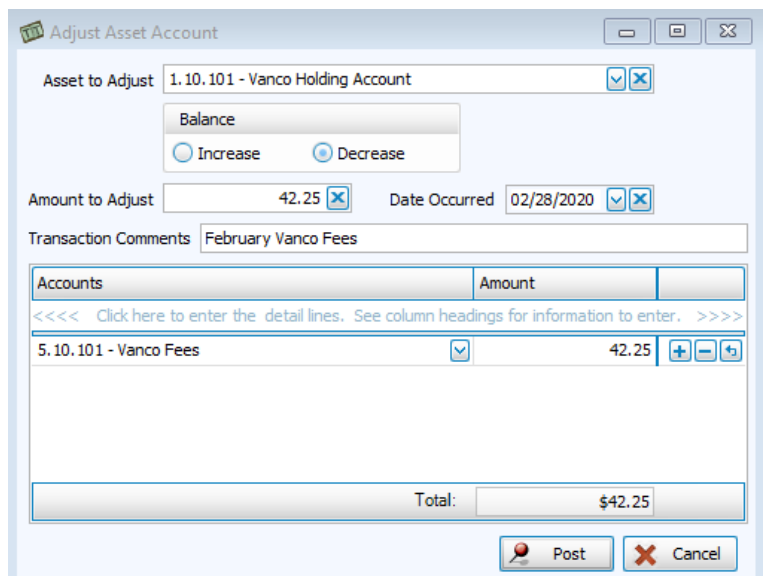 Adjust Asset Account
Asset to Adjust 1.10.101 - Vanco Holding Account
Balance
Increase Decrease
Amount to Adjust 42.25 Date Occurred 02/28/2020
Transaction Comments February Vanco Fees
Accounts Amount
<<<< Click here to enter the detail lines. See column headings for information to enter. >>>>
5.10.101 - Vanco Fees 42.25
Total: $42.25
Post Cancel